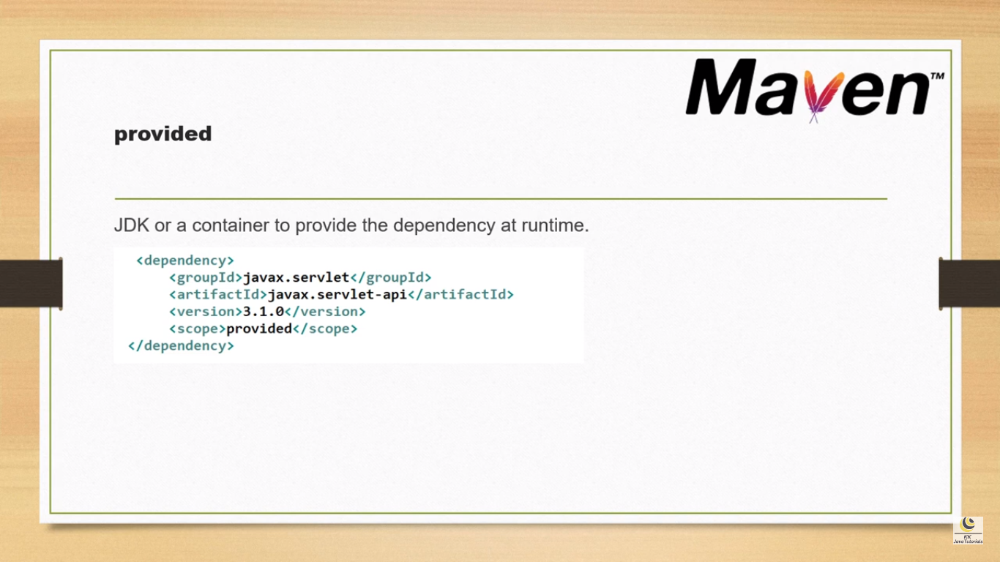 Maven™
provided
JDK or a container to provide the dependency at runtime.
<dependency>
<groupId>javax.servlet</groupId>
<artifactId>javax.servlet-api</artifactId>
<version>3.1.0</version>
<scope>provided</scope>
</dependency>
KK
JavaTutorials